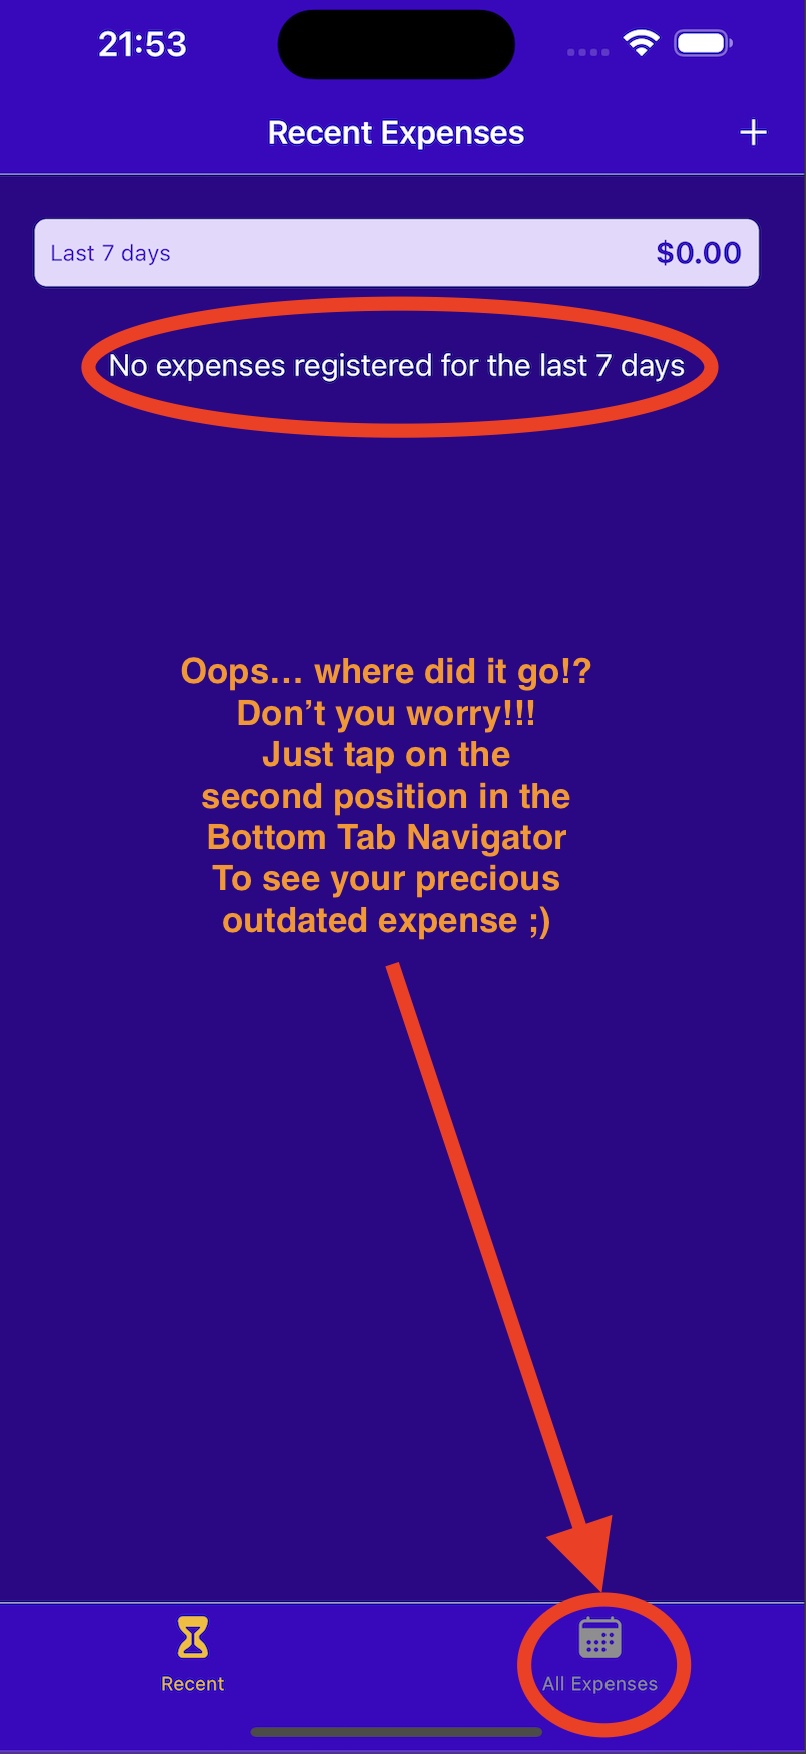 21:53
Recent Expenses
Last 7 days $0.00
No expenses registered for the last 7 days
Oops... where did it go!?
Don’t you worry!!!
Just tap on the
second position in the
Bottom Tab Navigator
To see your precious
outdated expense ;)
Recent All Expenses